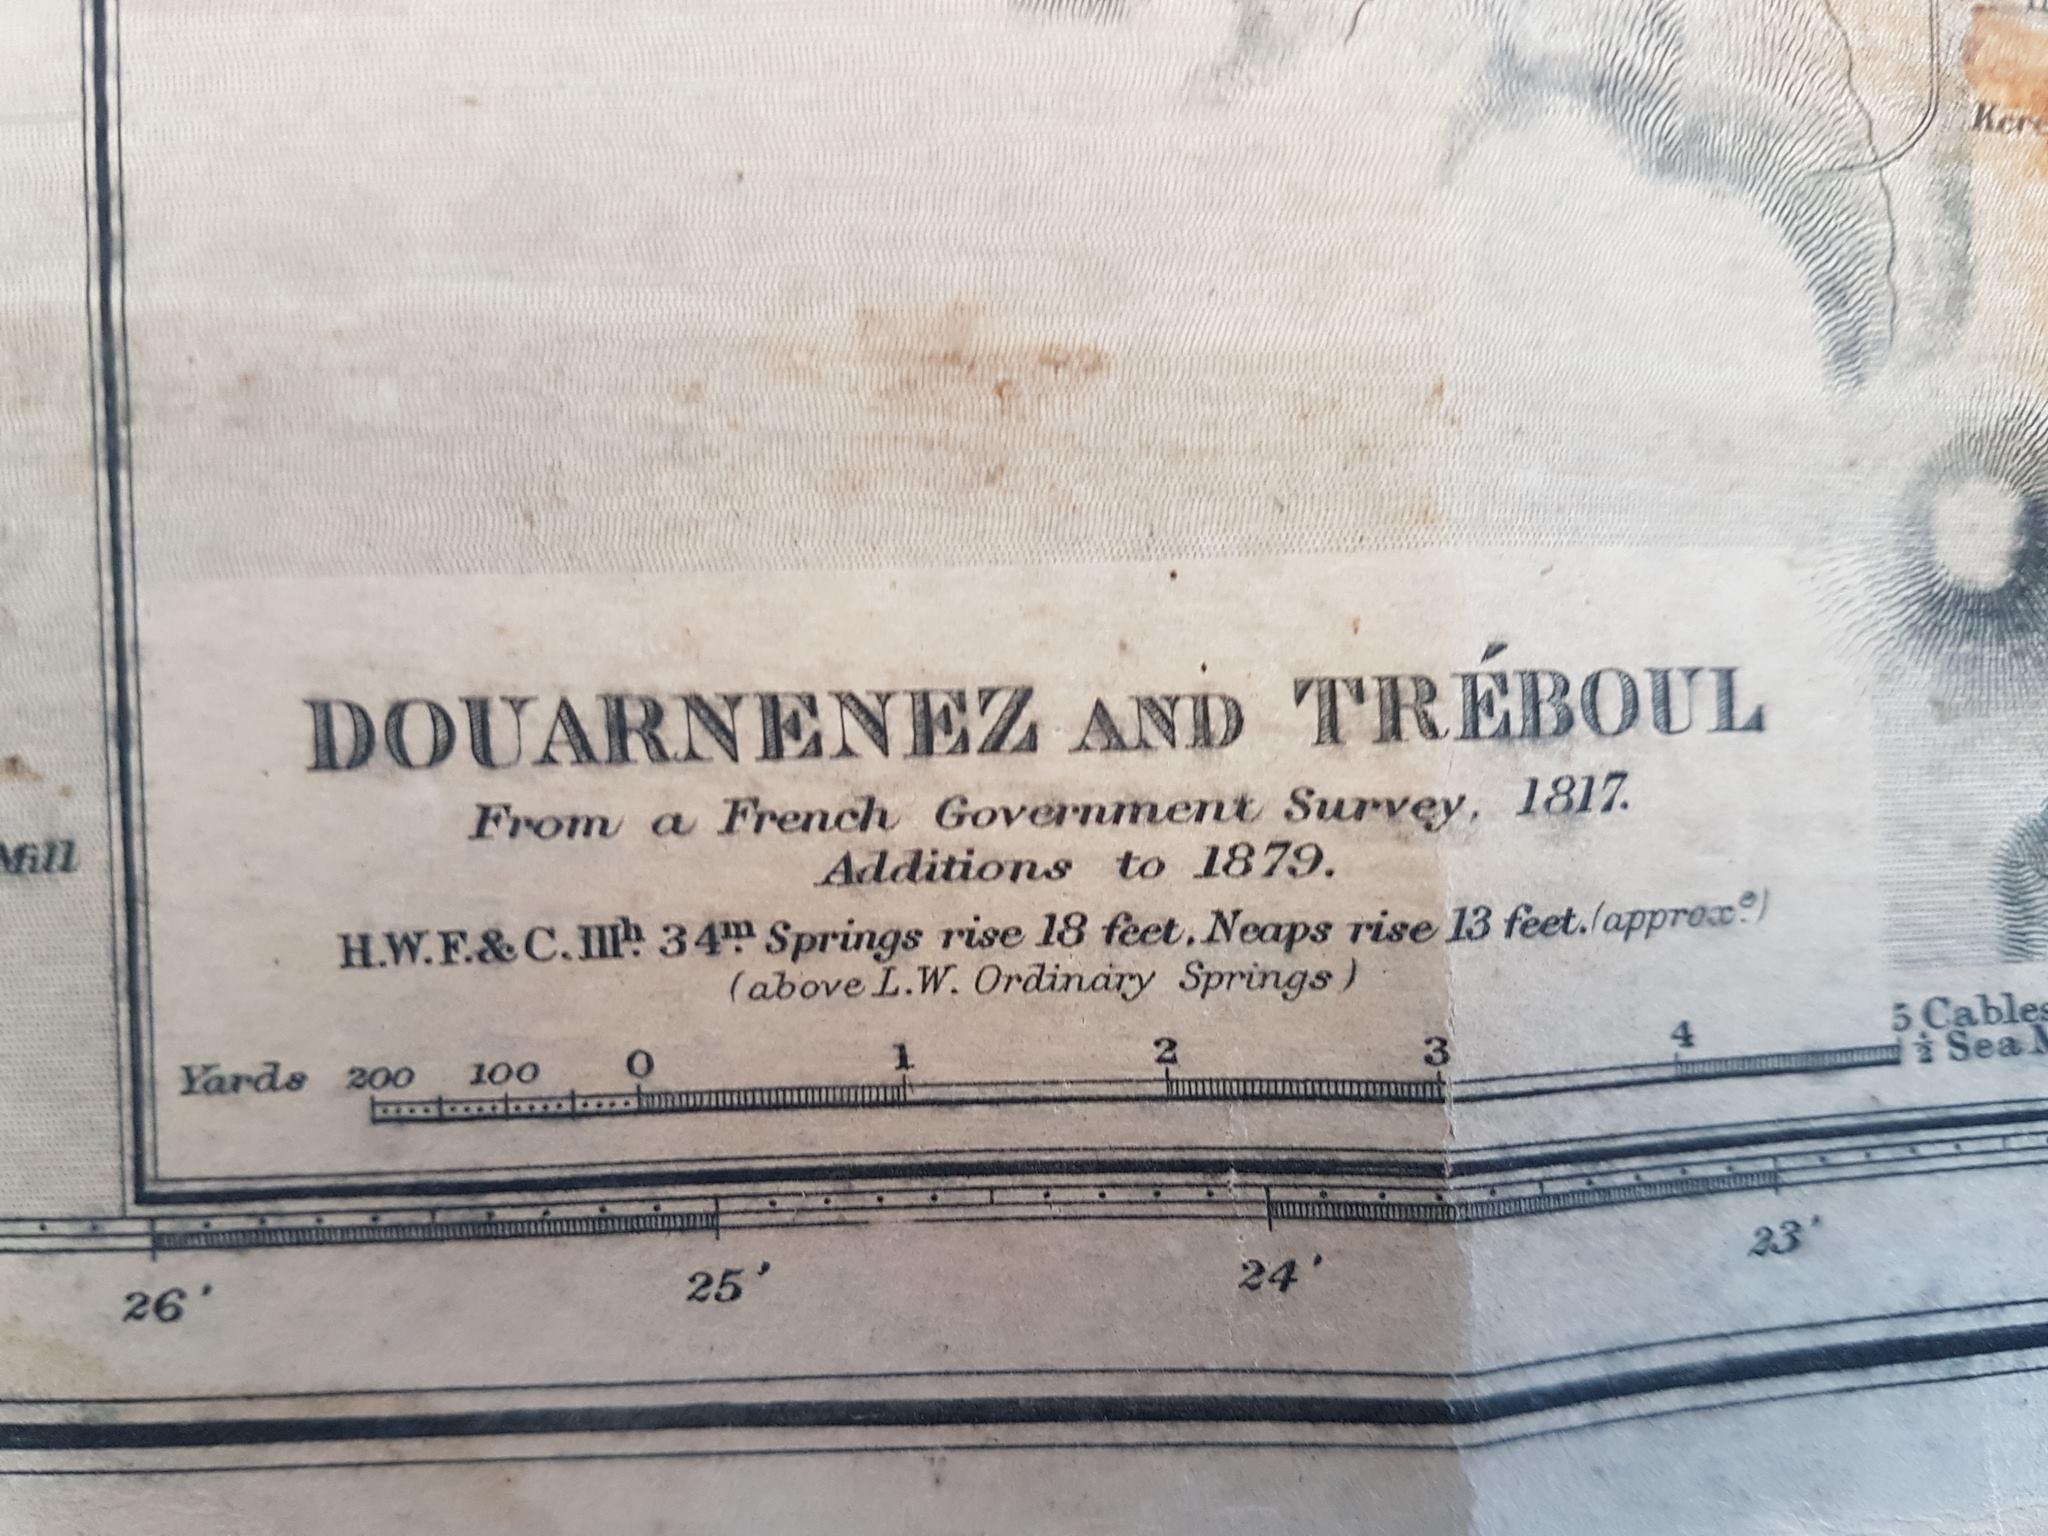 Mill
DOUARNENEZ AND TRÉBOUL
From a French Government Survey, 1817.
Additions to 1879.
H.W.F.& C. IIIh. 34m. Springs rise 18 feet. Neaps rise 13 feet. (approxe.)
(above L.W. Ordinary Springs)
Yards 200 100 0 1 2 3 4 5 Cables
½ Sea
26' 25' 24' 23'